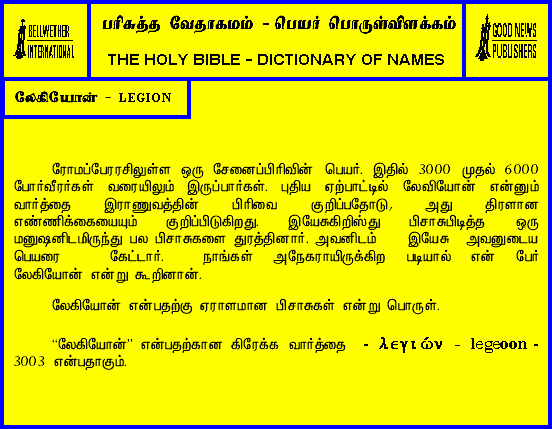 BELLWETHER
INTERNATIONAL
பரிசுத்த வேதாகமம் - பெயர் பொருள்விளக்கம்
THE HOLY BIBLE - DICTIONARY OF NAMES
GOOD NEWS
PUBLISHERS
லேகியோன் - LEGION
ரோமப்பேரரசிலுள்ள ஒரு சேனைப்பிரிவின் பெயர். இதில் 3000 முதல் 6000
போர்வீரர்கள் வரையிலும் இருப்பார்கள். புதிய ஏற்பாட்டில் லேவியோன் என்னும்
வார்த்தை இராணுவத்தின் பிரிவை குறிப்பதோடு, அது திரளான
எண்ணிக்கையையும் குறிப்பிடுகிறது. இயேசுகிறிஸ்து பிசாசுபிடித்த ஒரு
மனுஷனிடமிருந்து பல பிசாசுகளை துரத்தினார். அவனிடம் இயேசு அவனுடைய
பெயரை கேட்டார். நாங்கள் அநேகராயிருக்கிற படியால் என் பேர்
லேகியோன் என்று கூறினான்.
லேகியோன் என்பதற்கு ஏராளமான பிசாசுகள் என்று பொருள்.
“லேகியோன்” என்பதற்கான கிரேக்க வார்த்தை - λεγιών - legeoon -
3003 என்பதாகும்.